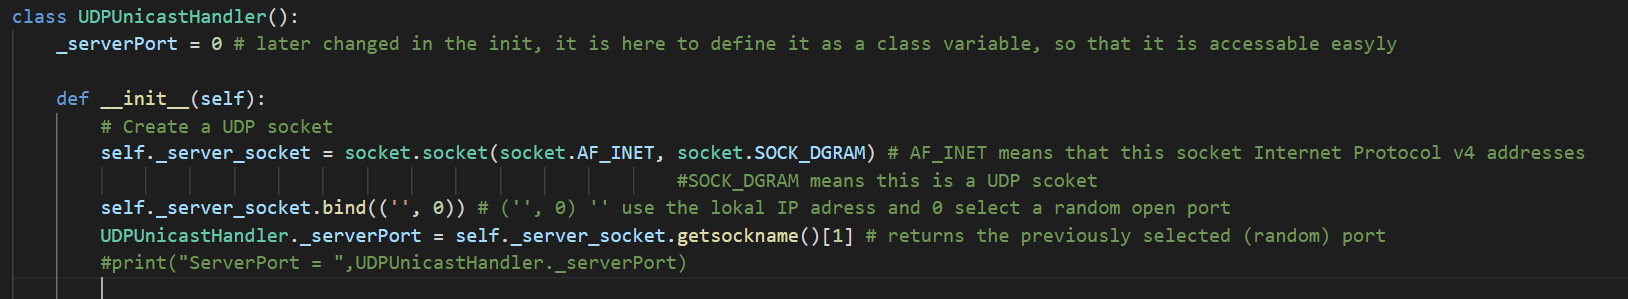 class UDPUnicastHandler():
    _serverPort = 0 # later changed in the init, it is here to define it as a class variable, so that it is accessable easyly
    def __init__(self):
        # Create a UDP socket
        self._server_socket = socket.socket(socket.AF_INET, socket.SOCK_DGRAM) # AF_INET means that this socket Internet Protocol v4 addresses
                                                            #SOCK_DGRAM means this is a UDP scoket
        self._server_socket.bind(('', 0)) # ('', 0) '' use the lokal IP adress and 0 select a random open port
        UDPUnicastHandler._serverPort = self._server_socket.getsockname()[1] # returns the previously selected (random) port
        #print("ServerPort = ",UDPUnicastHandler._serverPort)